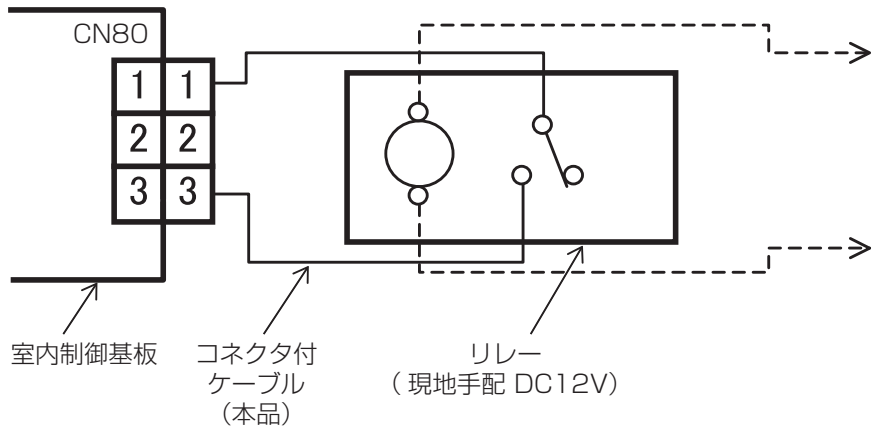 CN80
1 1
2 2
3 3
室内制御基板
コネクタ付
ケーブル
（本品）
リレー
（ 現地手配 DC12V）